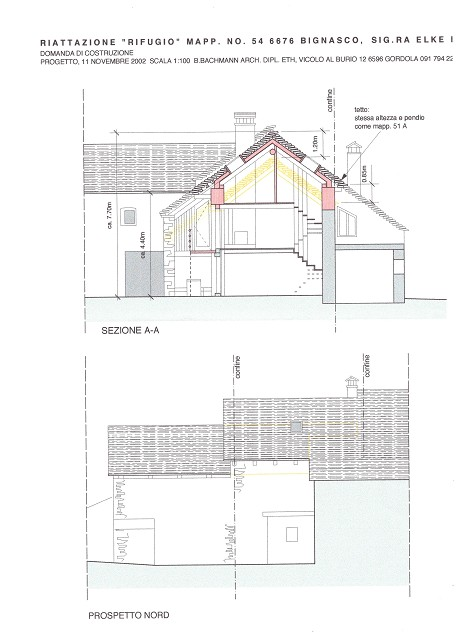 RIATTAZIONE "RIFUGIO" MAPP. NO. 54 6676 BIGNASCO, SIG.RA ELKE
DOMANDA DI COSTRUZIONE
PROGETTO, 11 NOVEMBRE 2002 SCALA 1:100 B.BACHMANN ARCH. DIPL. ETH, VICOLO AL BURIO 12 6596 GORDOLA 091 794 22
confine
tetto:
stessa altezza e pendio
come mapp. 51 A
1.20m
0.85m
ca. 7.70m
ca. 4.40m
SEZIONE A-A
confine
confine
PROSPETTO NORD